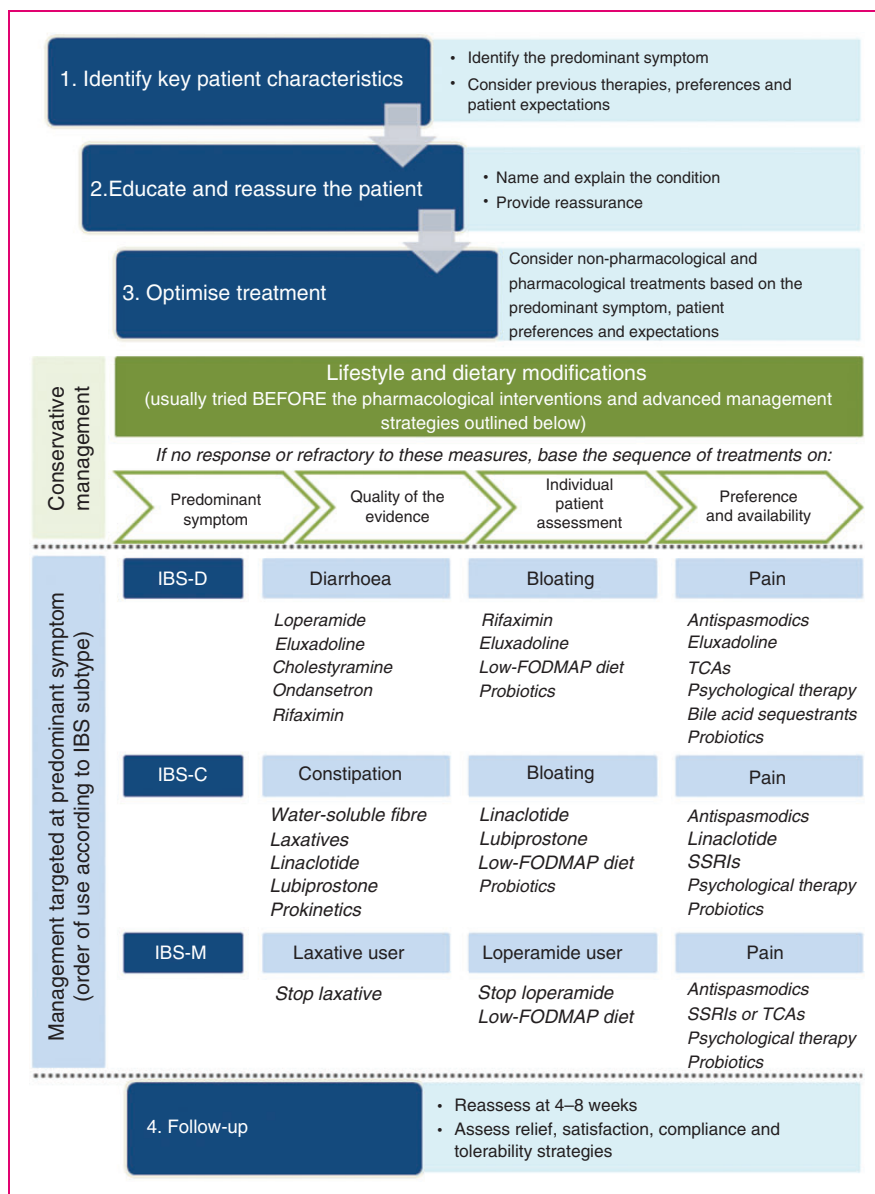 1. Identify key patient characteristics
• Identify the predominant symptom
• Consider previous therapies, preferences and
patient expectations
2.Educate and reassure the patient
• Name and explain the condition
• Provide reassurance
3. Optimise treatment
Consider non-pharmacological and
pharmacological treatments based on the
predominant symptom, patient
preferences and expectations
Conservative
management
Lifestyle and dietary modifications
(usually tried BEFORE the pharmacological interventions and advanced management
strategies outlined below)
If no response or refractory to these measures, base the sequence of treatments on:
Predominant
symptom
Quality of the
evidence
Individual
patient
assessment
Preference
and availability
Management targeted at predominant symptom
(order of use according to IBS subtype)
IBS-D
Diarrhoea
Loperamide
Eluxadoline
Cholestyramine
Ondansetron
Rifaximin
Bloating
Rifaximin
Eluxadoline
Low-FODMAP diet
Probiotics
Pain
Antispasmodics
Eluxadoline
TCAs
Psychological therapy
Bile acid sequestrants
Probiotics
IBS-C
Constipation
Water-soluble fibre
Laxatives
Linaclotide
Lubiprostone
Prokinetics
Bloating
Linaclotide
Lubiprostone
Low-FODMAP diet
Probiotics
Pain
Antispasmodics
Linaclotide
SSRIs
Psychological therapy
Probiotics
IBS-M
Laxative user
Stop laxative
Loperamide user
Stop loperamide
Low-FODMAP diet
Pain
Antispasmodics
SSRIs or TCAs
Psychological therapy
Probiotics
4. Follow-up
• Reassess at 4–8 weeks
• Assess relief, satisfaction, compliance and
tolerability strategies